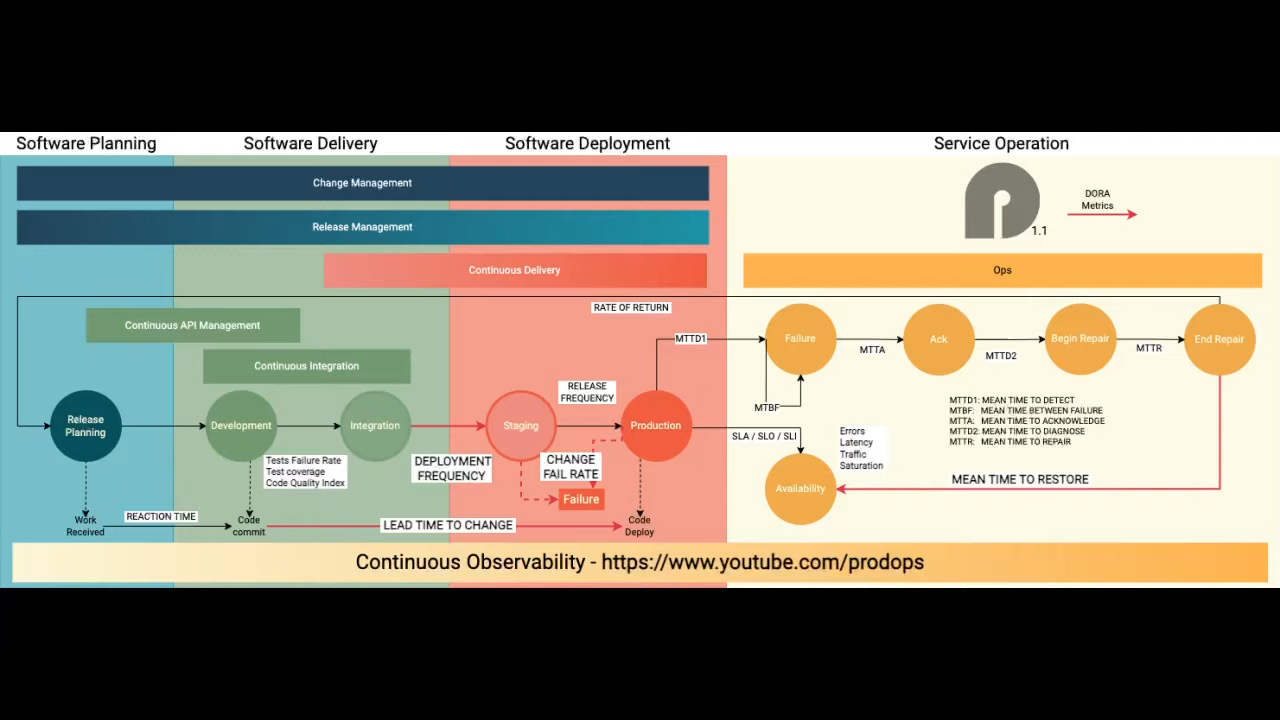 Software Planning
Software Delivery
Software Deployment
Service Operation
Change Management
Release Management
Continuous Delivery
DORA
Metrics
1.1
Ops
RATE OF RETURN
Continuous API Management
Continuous Integration
MTTD1
Failure
MTTA
Ack
MTTD2
Begin Repair
MTTR
End Repair
RELEASE
FREQUENCY
MTBF
Release
Planning
Development
Integration
Staging
Production
SLA / SLO / SLI
MTTD1: MEAN TIME TO DETECT
MTBF: MEAN TIME BETWEEN FAILURE
MTTA: MEAN TIME TO ACKNOWLEDGE
MTTD2: MEAN TIME TO DIAGNOSE
MTTR: MEAN TIME TO REPAIR
Errors
Latency
Traffic
Saturation
Tests Failure Rate
Test coverage
Code Quality Index
DEPLOYMENT
FREQUENCY
CHANGE
FAIL RATE
Failure
Availability
MEAN TIME TO RESTORE
Work
Received
REACTION TIME
Code
commit
LEAD TIME TO CHANGE
Code
Deploy
Continuous Observability - https://www.youtube.com/prodops